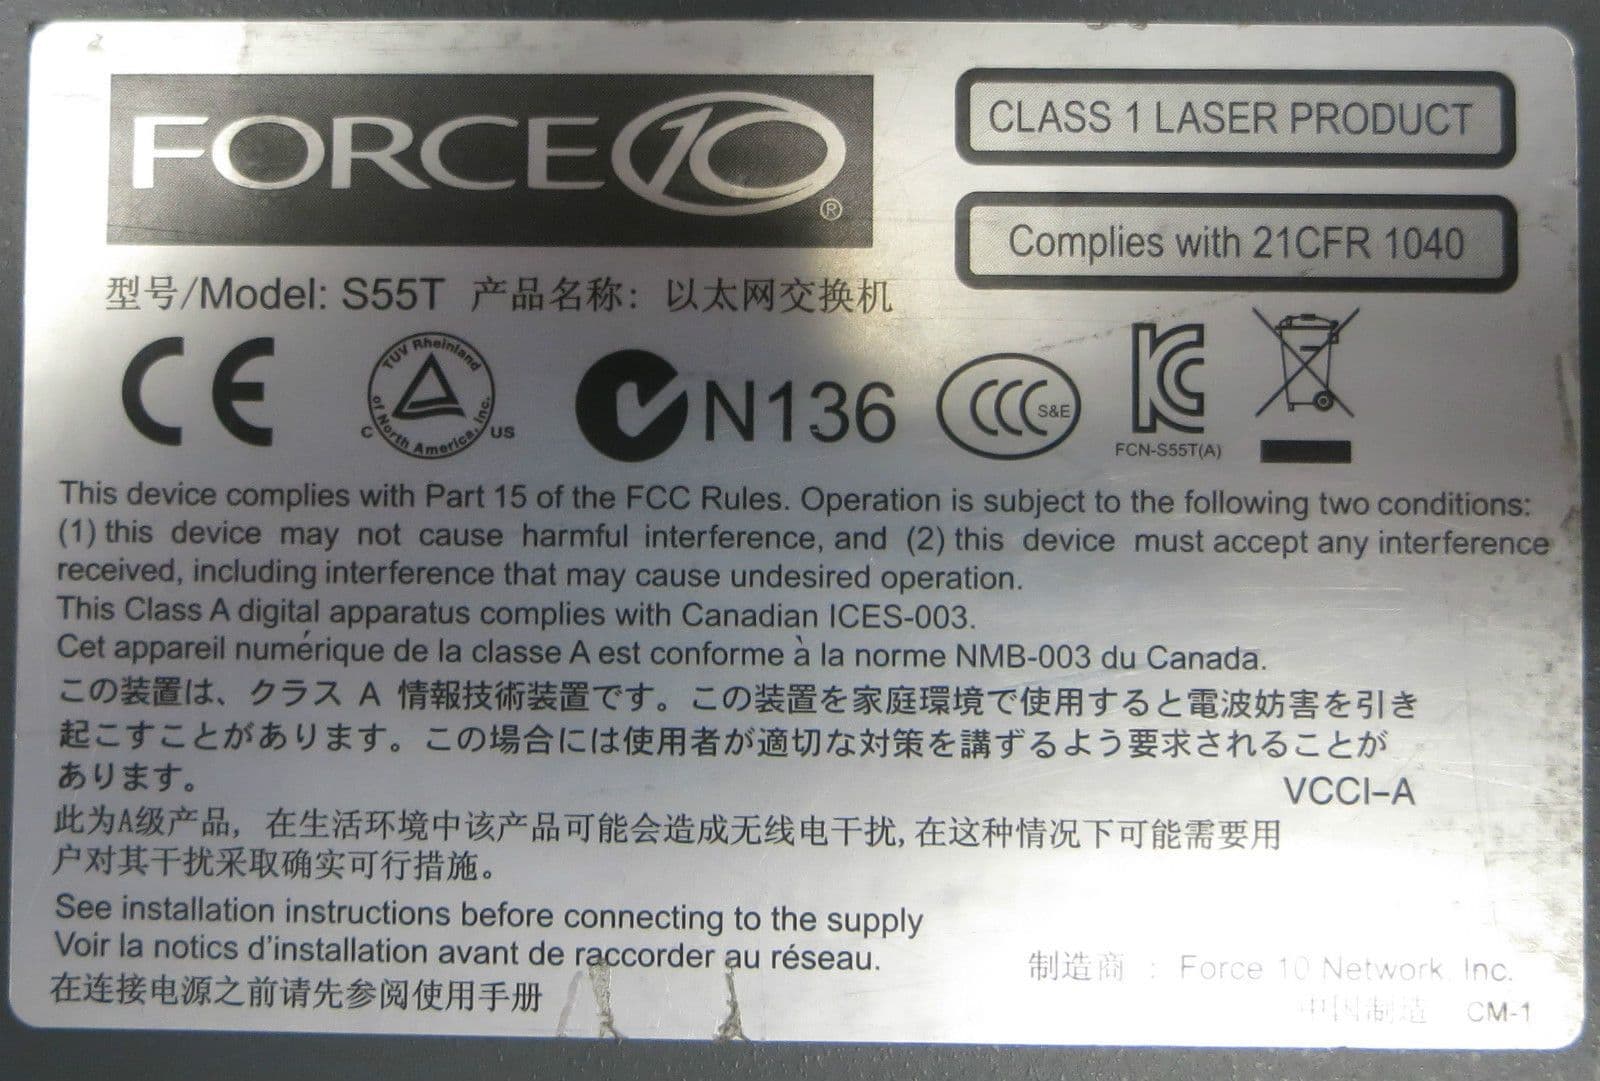 FORCE10®
CLASS 1 LASER PRODUCT
Complies with 21CFR 1040
型号/Model: S55T 产品名称: 以太网交换机
CE
TUV Rheinland of North America, Inc.
C US
N136
CCC S&E
FCN-S55T(A)
This device complies with Part 15 of the FCC Rules. Operation is subject to the following two conditions:
(1) this device may not cause harmful interference, and (2) this device must accept any interference
received, including interference that may cause undesired operation.
This Class A digital apparatus complies with Canadian ICES-003.
Cet appareil numérique de la classe A est conforme à la norme NMB-003 du Canada.
この装置は、クラス A 情報技術装置です。この装置を家庭環境で使用すると電波妨害を引き
起こすことがあります。この場合には使用者が適切な対策を講ずるよう要求されることが
あります。
VCCI-A
此为A级产品, 在生活环境中该产品可能会造成无线电干扰,在这种情况下可能需要用
户对其干扰采取确实可行措施。
See installation instructions before connecting to the supply
Voir la notics d'installation avant de raccorder au réseau.
在连接电源之前请先参阅使用手册
制造商 : Force 10 Network Inc.
中国制造 CM-1